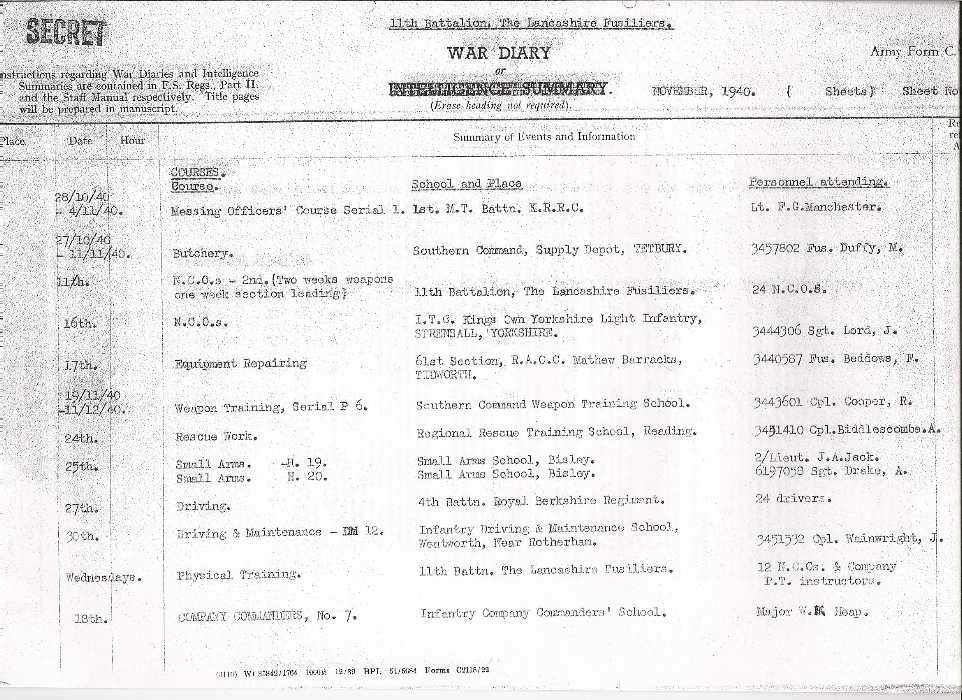 SECRET
11th Battalion, The Lancashire Fusiliers.
WAR DIARY
Army Form C.
or
INTELLIGENCE SUMMARY.
(Erase heading not required).
nstructions regarding War Diaries and Intelligence
Summaries are contained in F.S. Regs., Part II.
and the Staff Manual respectively. Title pages
will be prepared in manuscript.
NOVEMBER, 1940. ( Sheets) Sheet No
Place Date Hour Summary of Events and Information
COURSES.
Course. School and Place Personnel attending.
28/10/40
- 4/11/40. Messing Officers' Course Serial 1. 1st. M.T. Battn. K.R.R.C. Lt. F.G.Manchester.
27/10/40
- 11/11/40. Butchery. Southern Command, Supply Depot, TETBURY. 3457802 Fus. Duffy, M.
11th. N.C.O.s - 2nd.(Two weeks weapons
one week section leading) 11th Battalion, The Lancashire Fusiliers. 24 N.C.O.S.
16th. N.C.O.s. I.T.C. Kings Own Yorkshire Light Infantry,
STRENSALL, YORKSHIRE. 3444306 Sgt. Lord, J.
17th. Equipment Repairing 61st Section, R.A.O.C. Mathew Barracks, 3440587 Fus. Beddows, F.
TIDWORTH.
19/11/40
-11/12/40. Weapon Training, Serial P 6. Southern Command Weapon Training School. 3443601 Cpl. Cooper, R.
24th. Rescue Work. Regional Rescue Training School, Reading. 3451410 Cpl.Biddlescombe.A.
25th. Small Arms. -H. 19. Small Arms School, Bisley. 2/Lieut. J.A.Jack.
Small Arms. H. 20. Small Arms School, Bisley. 6197058 Sgt. Drake, A.
27th. Driving. 4th Battn. Royal Berkshire Regiment. 24 drivers.
30th. Driving & Maintenance - DM 12. Infantry Driving & Maintenance School,
Wentworth, Near Rotherham. 3451532 Cpl. Wainwright, J.
Wednesdays. Physical Training. 11th Battn. The Lancashire Fusiliers. 12 N.C.Os. & Company
P.T. instructors.
18th. COMPANY COMMANDERS, No. 7. Infantry Company Commanders' School. Major W.K Heap.
12/39 BPL 51/5684 Forms C2118/22